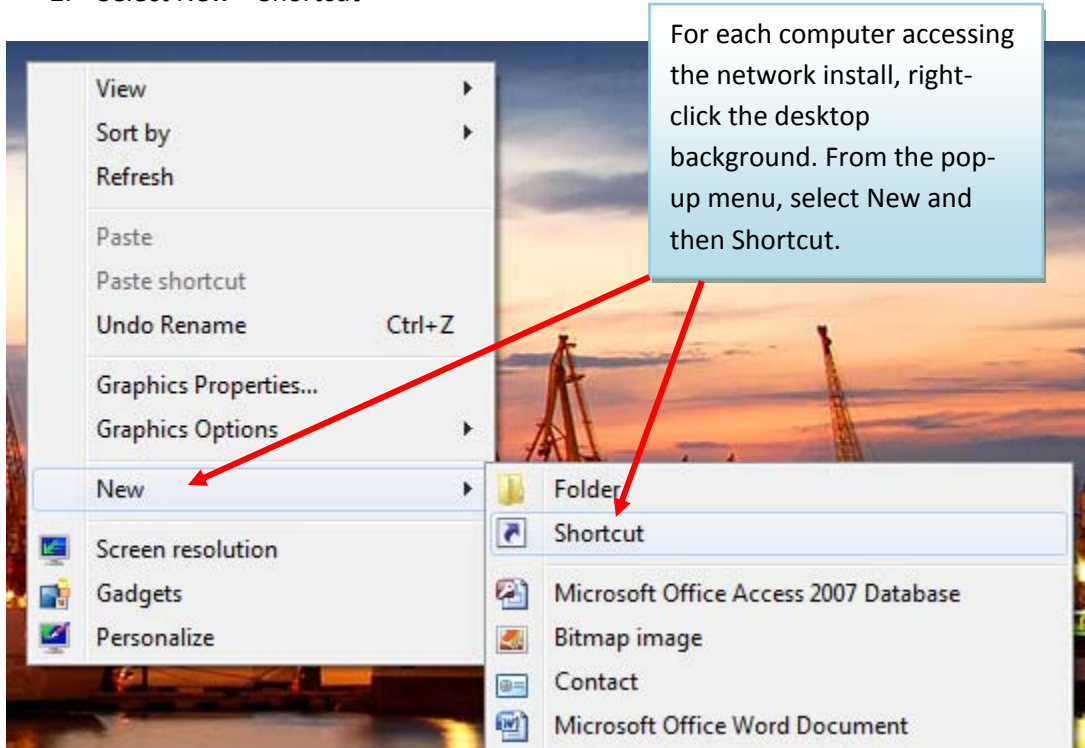 For each computer accessing
the network install, right-
click the desktop
background. From the pop-
up menu, select New and
then Shortcut.
View
Sort by
Refresh
Paste
Paste shortcut
Undo Rename Ctrl+Z
Graphics Properties...
Graphics Options
New
Screen resolution
Gadgets
Personalize
Folder
Shortcut
Microsoft Office Access 2007 Database
Bitmap image
Contact
Microsoft Office Word Document